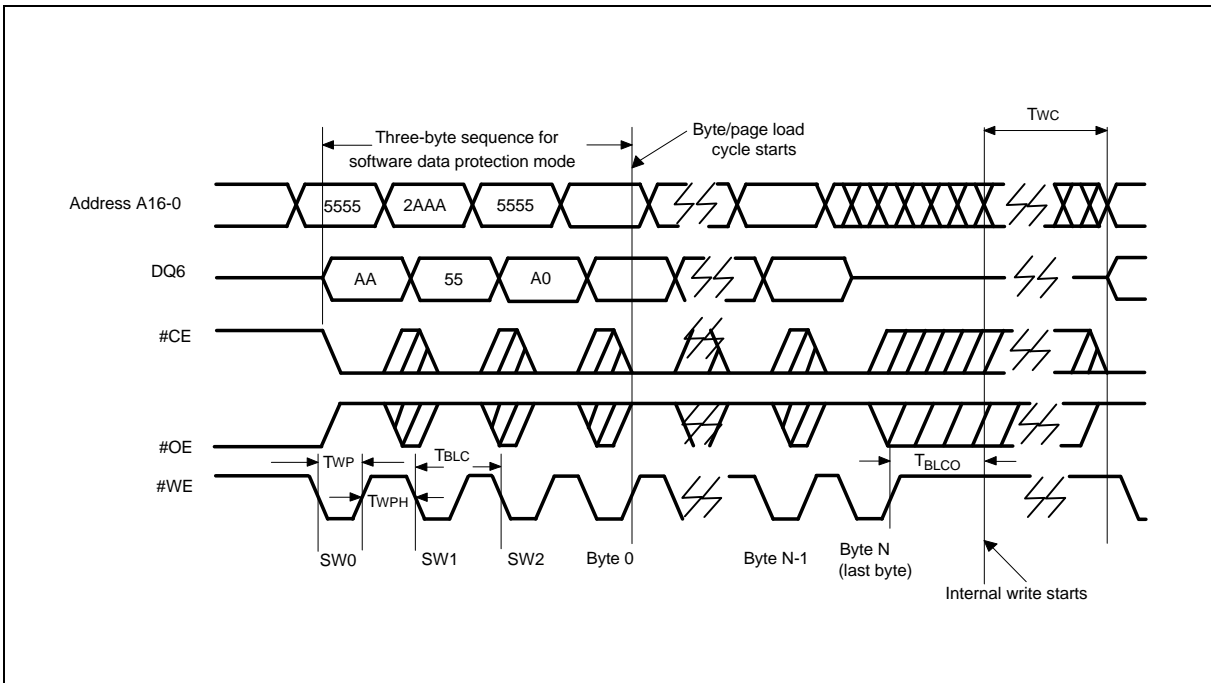 TWC
Three-byte sequence for
software data protection mode
Byte/page load
cycle starts
Address A16-0
5555
2AAA
5555
DQ6
AA
55
A0
#CE
#OE
TWP
TBLC
TBLCO
#WE
TWPH
SW0
SW1
SW2
Byte 0
Byte N-1
Byte N
(last byte)
Internal write starts